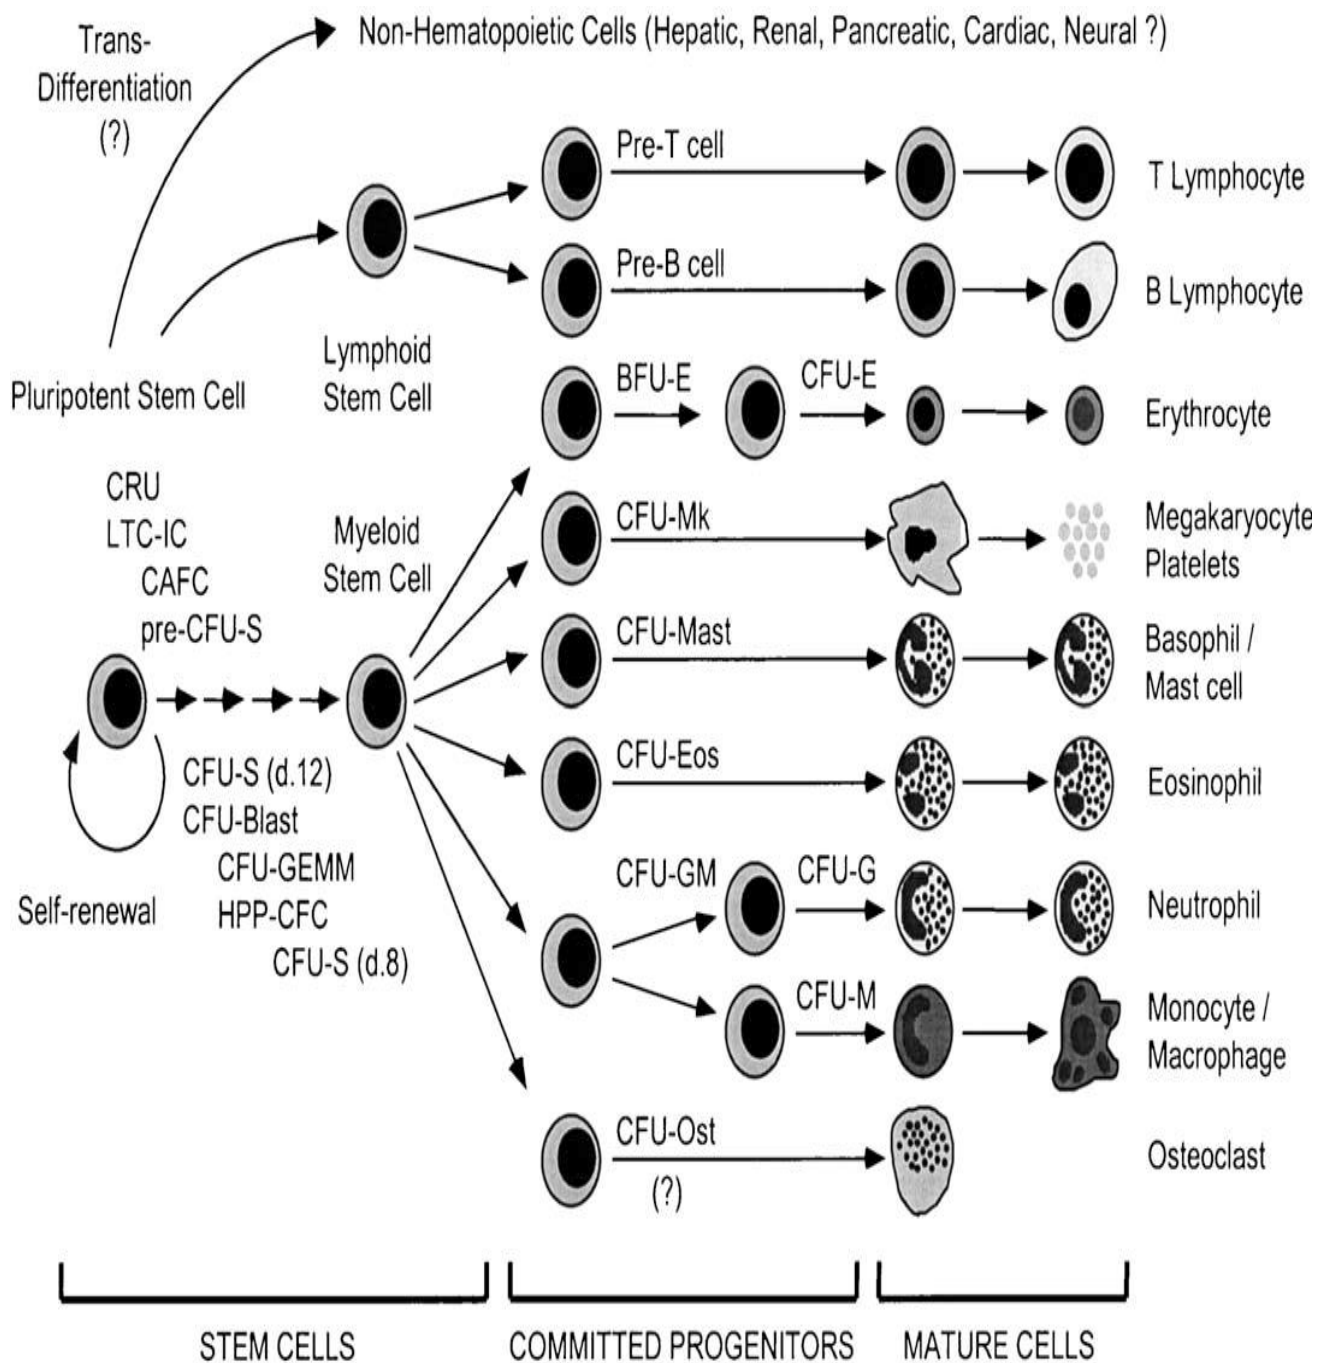 Trans-
Differentiation
(?)
Non-Hematopoietic Cells (Hepatic, Renal, Pancreatic, Cardiac, Neural ?)
Pre-T cell
T Lymphocyte
Pre-B cell
B Lymphocyte
Lymphoid
Stem Cell
Pluripotent Stem Cell
BFU-E
CFU-E
Erythrocyte
CRU
LTC-IC
CAFC
pre-CFU-S
Myeloid
Stem Cell
CFU-Mk
Megakaryocyte
Platelets
CFU-Mast
Basophil /
Mast cell
CFU-S (d.12)
CFU-Blast
CFU-GEMM
HPP-CFC
CFU-S (d.8)
Self-renewal
CFU-Eos
Eosinophil
CFU-GM
CFU-G
Neutrophil
CFU-M
Monocyte /
Macrophage
CFU-Ost
(?)
Osteoclast
STEM CELLS
COMMITTED PROGENITORS
MATURE CELLS